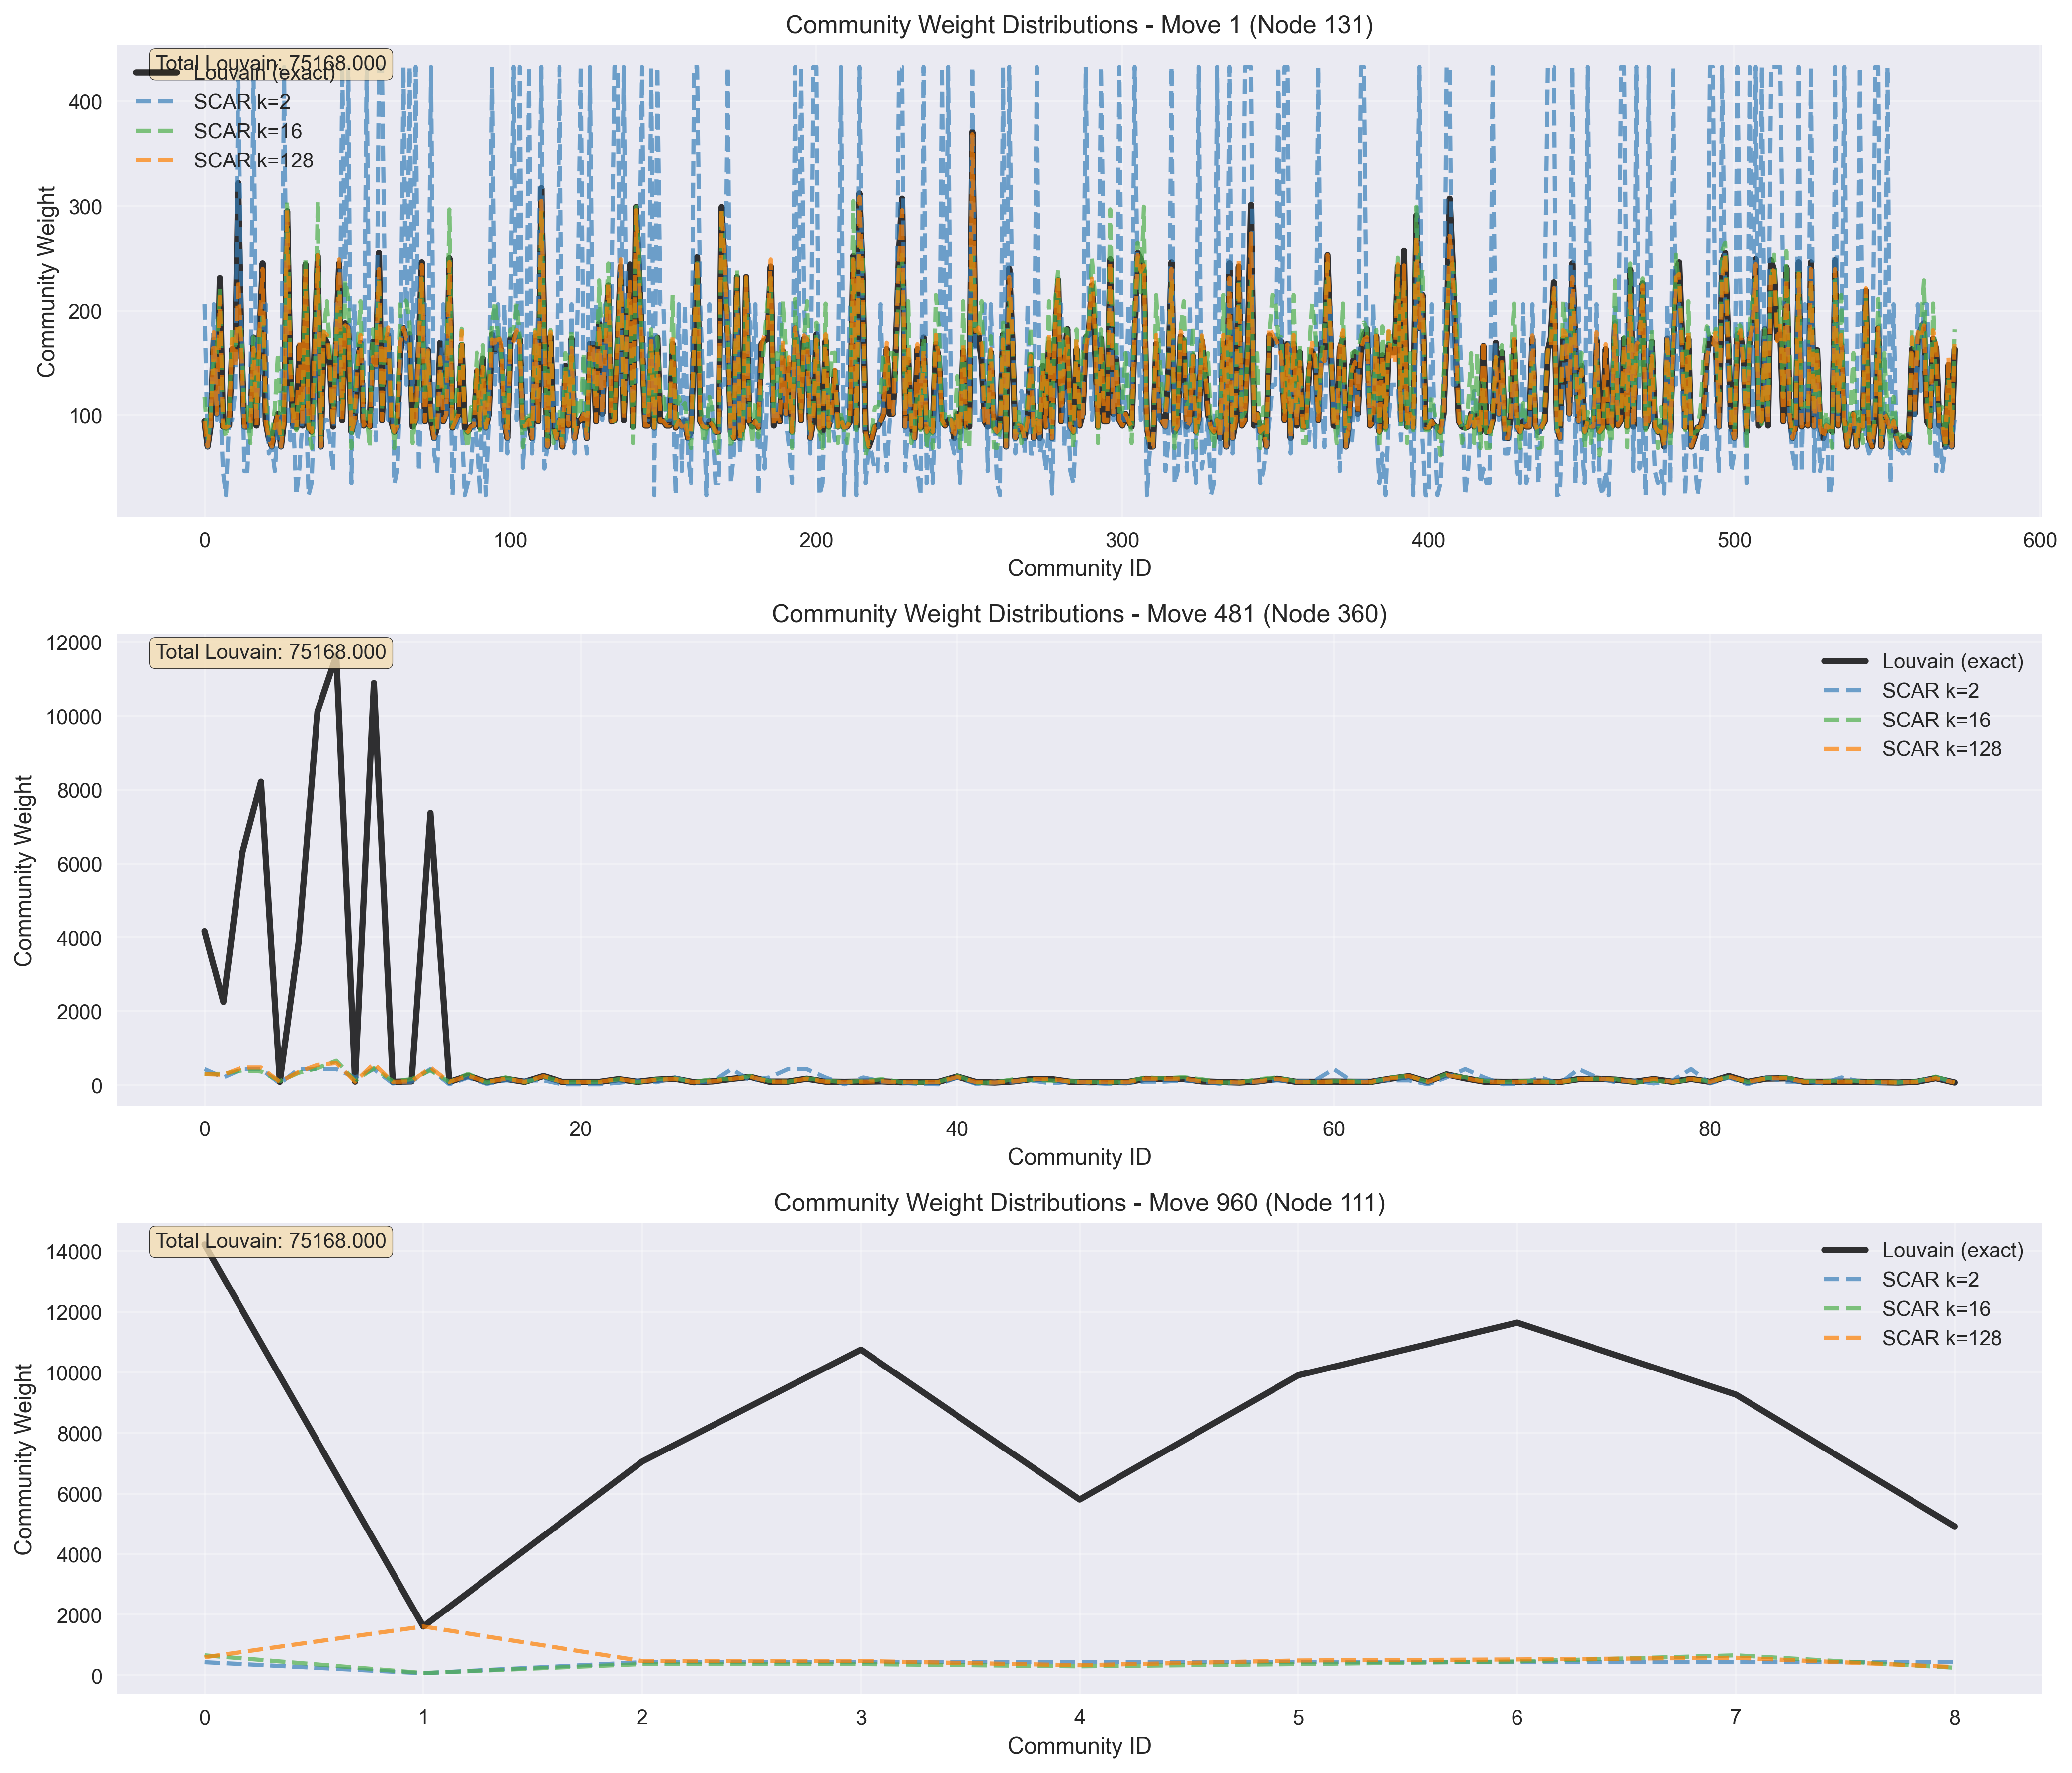 Community Weight Distributions - Move 1 (Node 131)
Total Louvain: 75168.000
Louvain (exact)
SCAR k=2
SCAR k=16
SCAR k=128
Community Weight
400
300
200
100
0 100 200 300 400 500 600
Community ID
Community Weight Distributions - Move 481 (Node 360)
Total Louvain: 75168.000
Louvain (exact)
SCAR k=2
SCAR k=16
SCAR k=128
Community Weight
12000
10000
8000
6000
4000
2000
0
0 20 40 60 80
Community ID
Community Weight Distributions - Move 960 (Node 111)
Total Louvain: 75168.000
Louvain (exact)
SCAR k=2
SCAR k=16
SCAR k=128
Community Weight
14000
12000
10000
8000
6000
4000
2000
0
0 1 2 3 4 5 6 7 8
Community ID